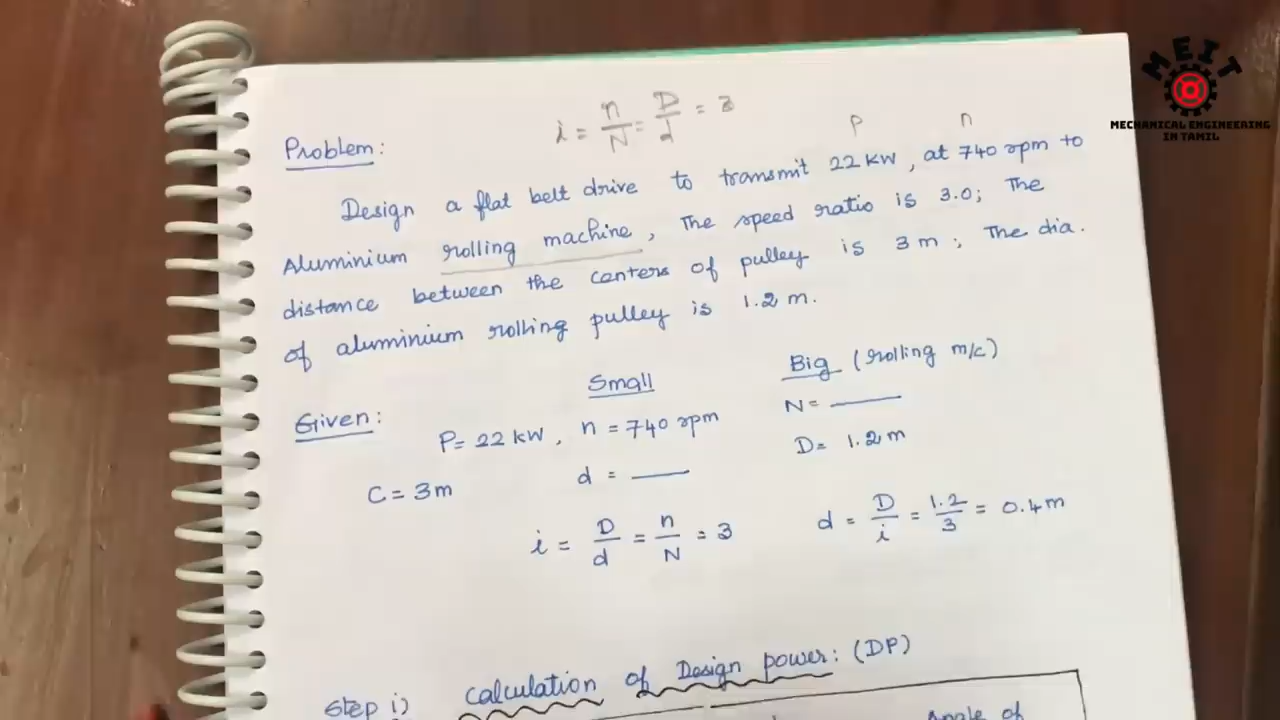 MEIT
MECHANICAL ENGINEERING
IN TAMIL
i = n/N = D/d = 3
P n
Problem:
Design a flat belt drive to transmit 22 kW, at 740 rpm to
Aluminium rolling machine, The speed ratio is 3.0; The
distance between the centers of pulley is 3 m; The dia.
of aluminium rolling pulley is 1.2 m.
Given:
Small
Big (rolling m/c)
P= 22 kW, n = 740 rpm
N=
C = 3m
d =
D= 1.2 m
i = D/d = n/N = 3
d = D/i = 1.2/3 = 0.4 m
Step i) Calculation of Design power: (DP)
Angle of